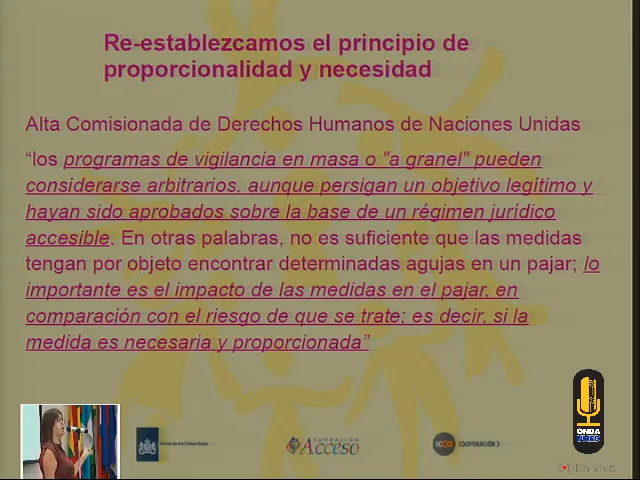 Re-establezcamos el principio de
proporcionalidad y necesidad
Alta Comisionada de Derechos Humanos de Naciones Unidas
“los programas de vigilancia en masa o "a granel" pueden
considerarse arbitrarios, aunque persigan un objetivo legítimo y
hayan sido aprobados sobre la base de un régimen jurídico
accesible. En otras palabras, no es suficiente que las medidas
tengan por objeto encontrar determinadas agujas en un pajar; lo
importante es el impacto de las medidas en el pajar, en
comparación con el riesgo de que se trate; es decir, si la
medida es necesaria y proporcionada”
ONDA
FUNDACIÓN
Acceso
COOPERACIÓN
En vivo